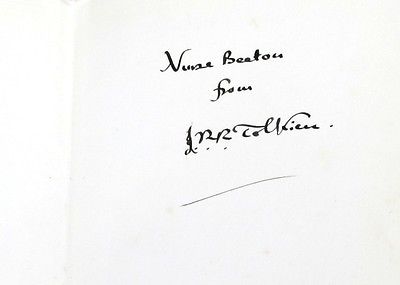 Nurse Beeton
from
J.R.R. Tolkien.